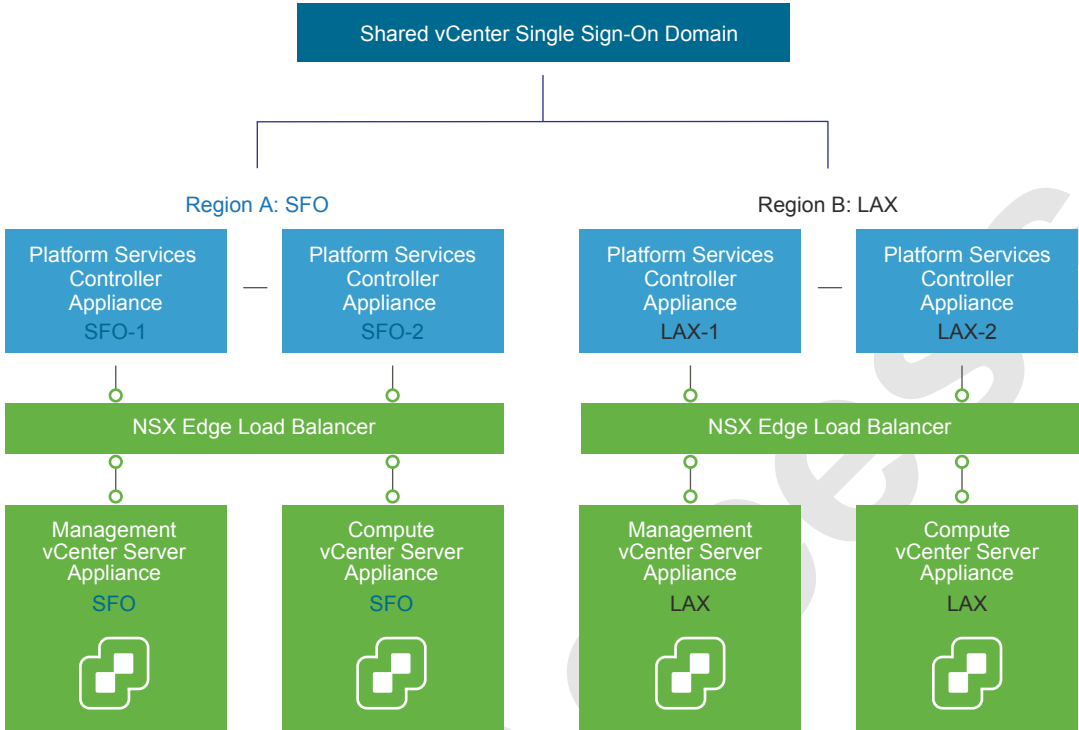 Shared vCenter Single Sign-On Domain
Region A: SFO
Region B: LAX
Platform Services
Controller
Appliance
SFO-1
Platform Services
Controller
Appliance
SFO-2
Platform Services
Controller
Appliance
LAX-1
Platform Services
Controller
Appliance
LAX-2
NSX Edge Load Balancer
NSX Edge Load Balancer
Management
vCenter Server
Appliance
SFO
Compute
vCenter Server
Appliance
SFO
Management
vCenter Server
Appliance
LAX
Compute
vCenter Server
Appliance
LAX